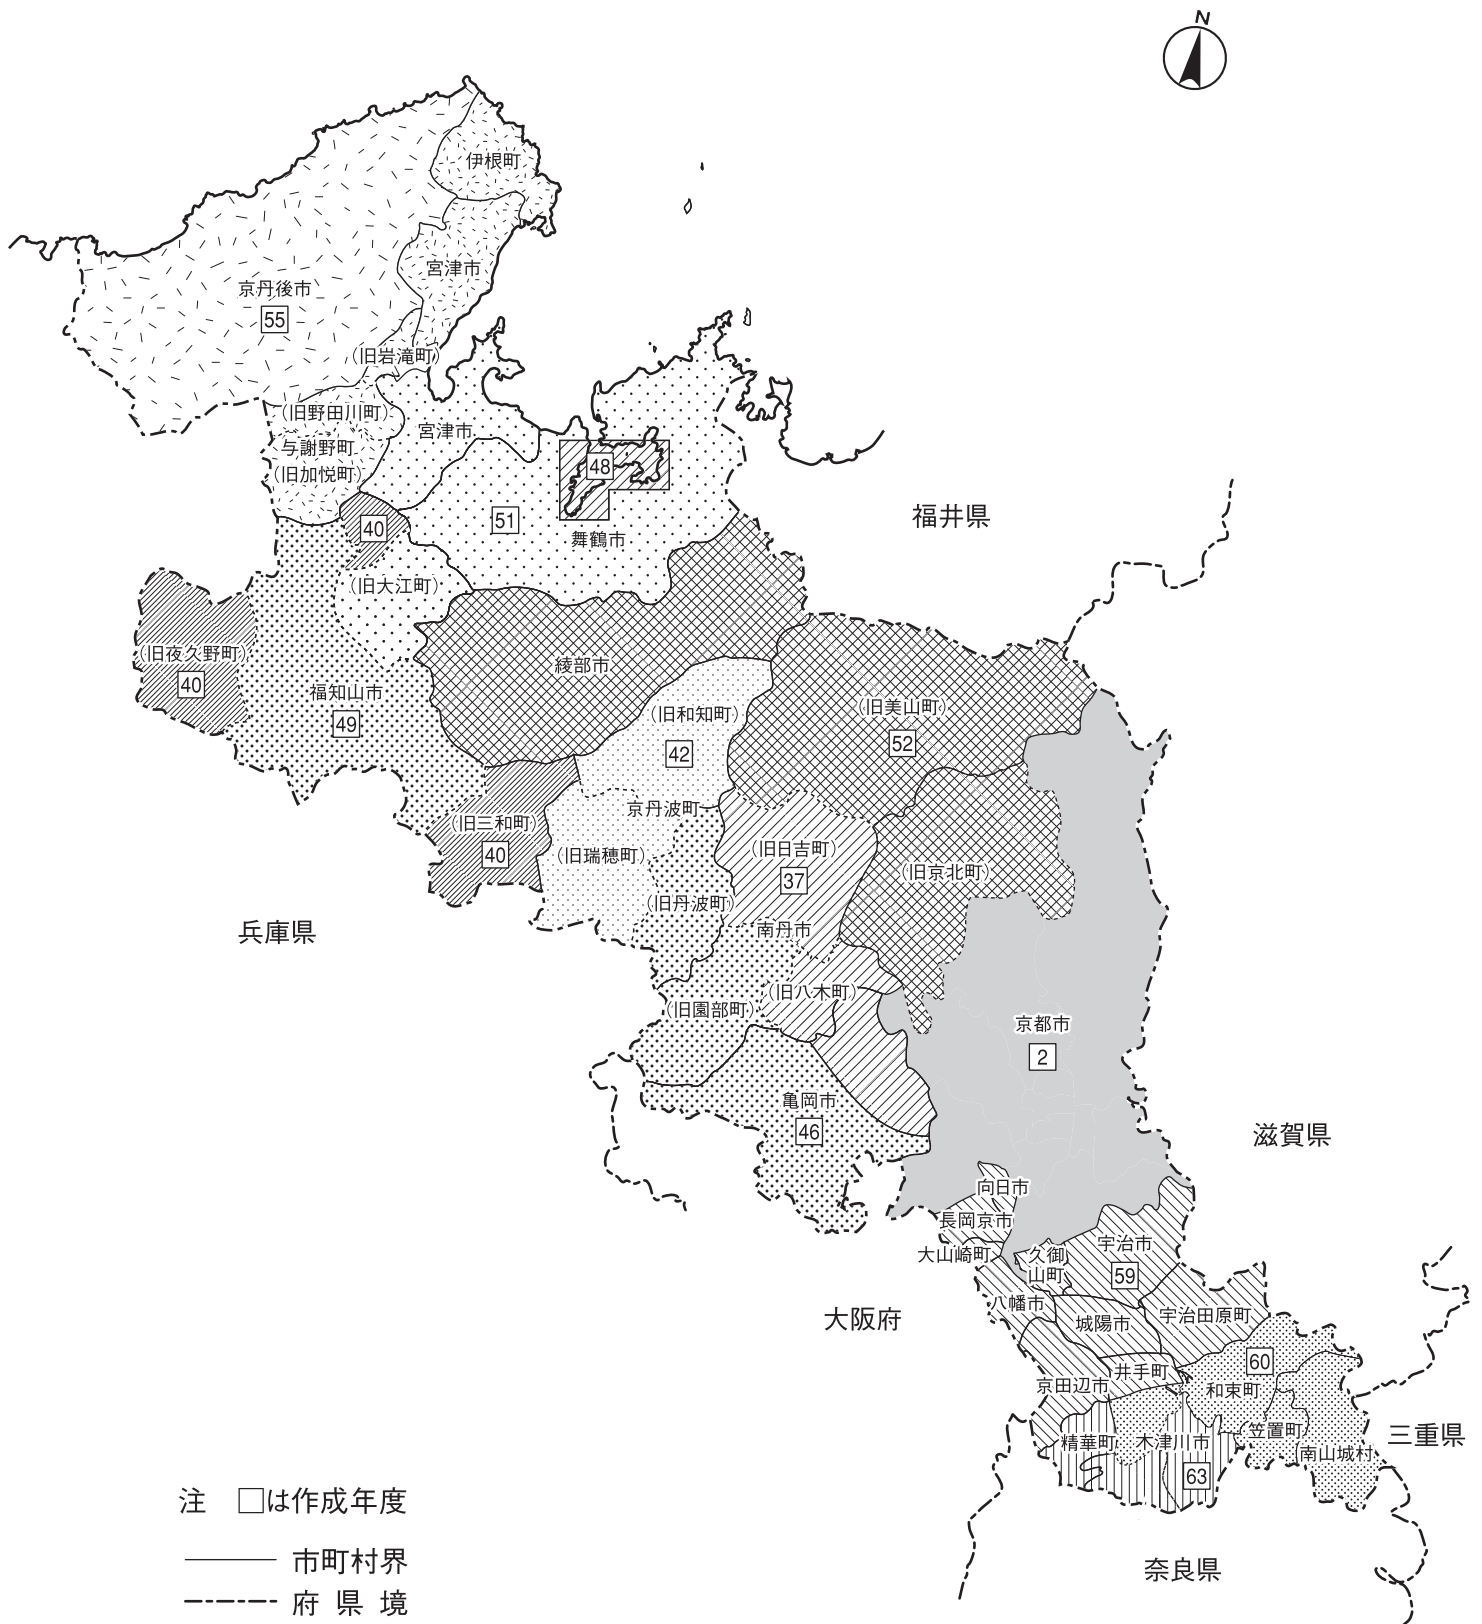 N
伊根町
宮津市
京丹後市
55
(旧岩滝町)
(旧野田川町)
宮津市
与謝野町
(旧加悦町)
48
40
51
舞鶴市
福井県
(旧大江町)
(旧夜久野町)
40
綾部市
福知山市
49
(旧和知町)
42
(旧美山町)
52
京丹波町
(旧三和町)
40
(旧瑞穂町)
(旧日吉町)
37
(旧京北町)
(旧丹波町)
南丹市
兵庫県
(旧八木町)
(旧園部町)
京都市
2
亀岡市
46
滋賀県
向日市
長岡京市
大山崎町
久御
山町
宇治市
59
八幡市
城陽市
宇治田原町
大阪府
井手町
60
京田辺市
和束町
笠置町
三重県
精華町
木津川市
南山城村
63
奈良県
注 □は作成年度
市町村界
府県境